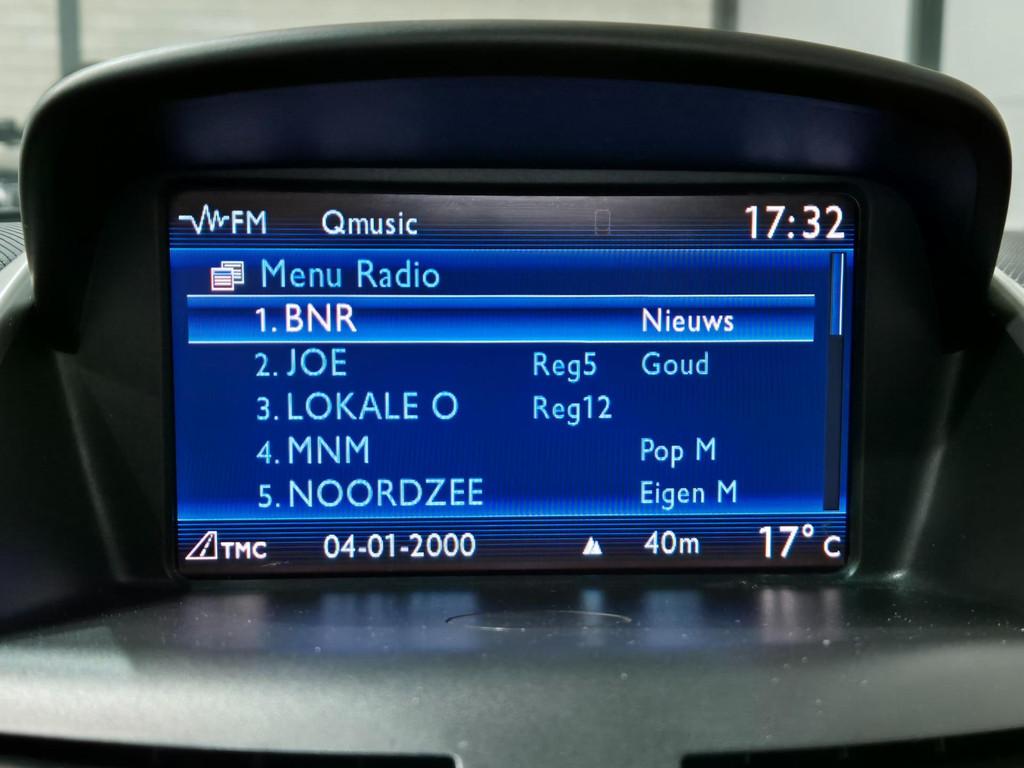 FM Qmusic 17:32
Menu Radio
1. BNR Nieuws
2. JOE Reg5 Goud
3. LOKALE O Reg12
4. MNM Pop M
5. NOORDZEE Eigen M
TMC 04-01-2000 40m 17° C